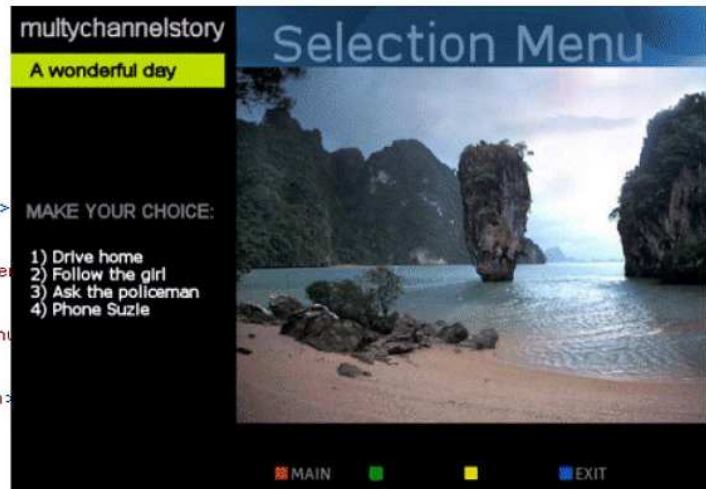 multychannelstory
Selection Menu
A wonderful day
MAKE YOUR CHOICE:
1) Drive home
2) Follow the girl
3) Ask the policeman
4) Phone Suzie
MAIN
EXIT